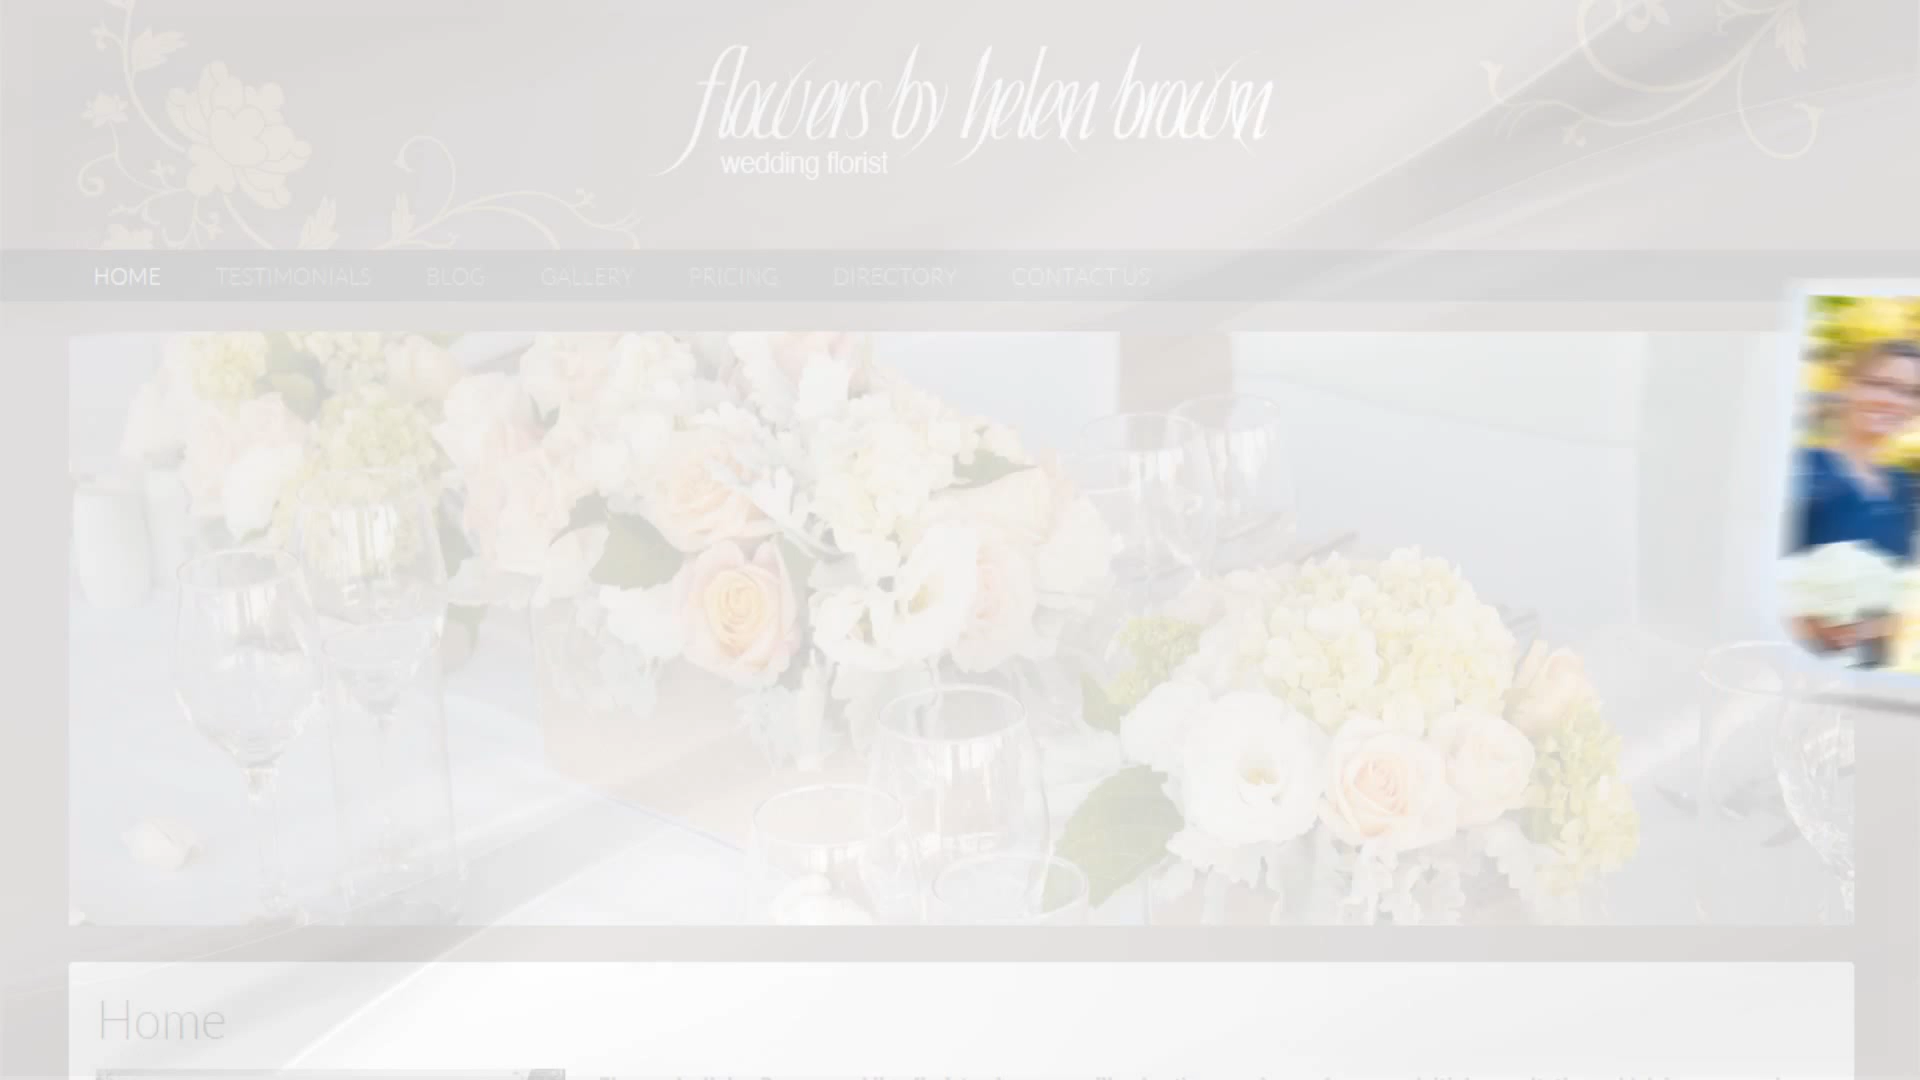 flowers by helen brown
wedding florist
HOME TESTIMONIALS BLOG GALLERY PRICING DIRECTORY CONTACT US
Home